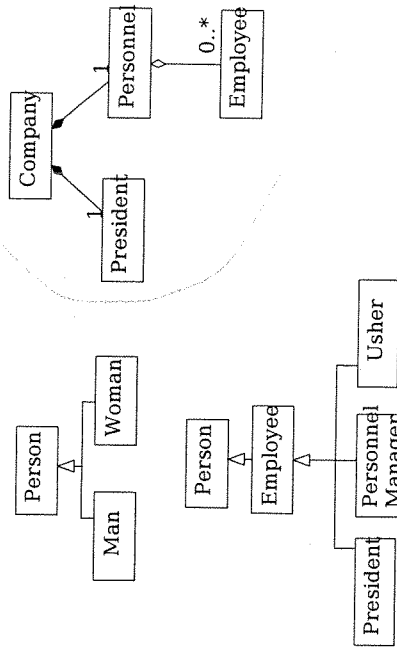 Person
Man
Woman
Person
Employee
President
Personnel
Manager
Usher
Company
1
1
President
Personnel
0..*
Employee